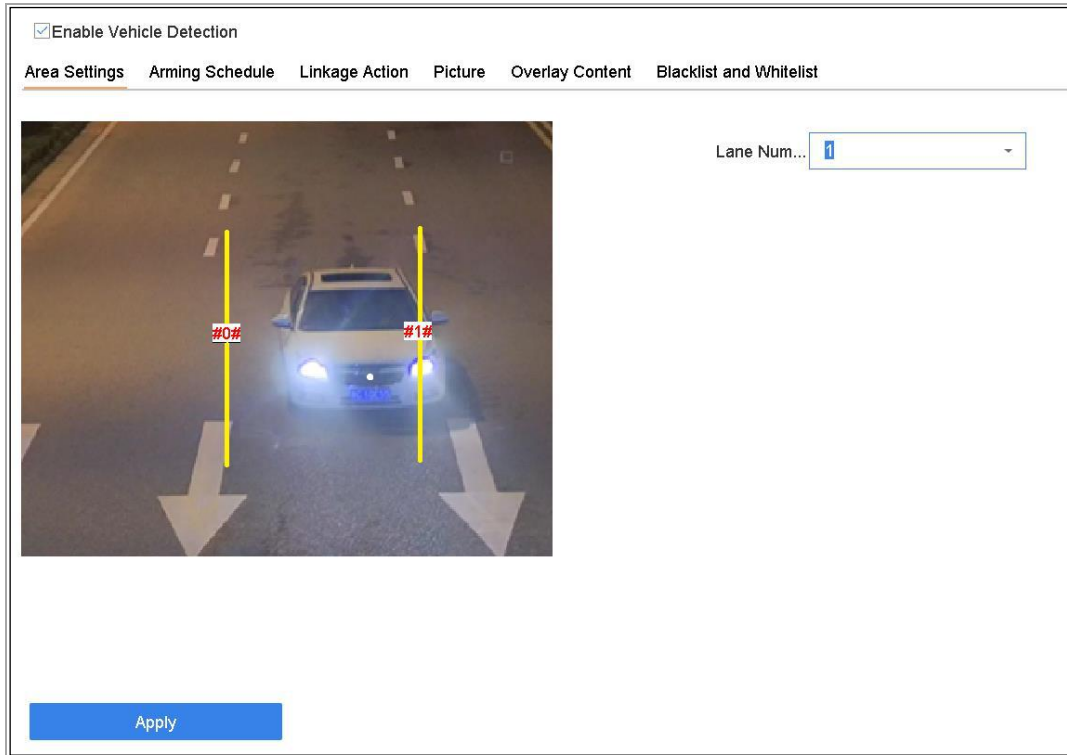 Enable Vehicle Detection
Area Settings Arming Schedule Linkage Action Picture Overlay Content Blacklist and Whitelist
Lane Num... 1
#0# #1#
Apply